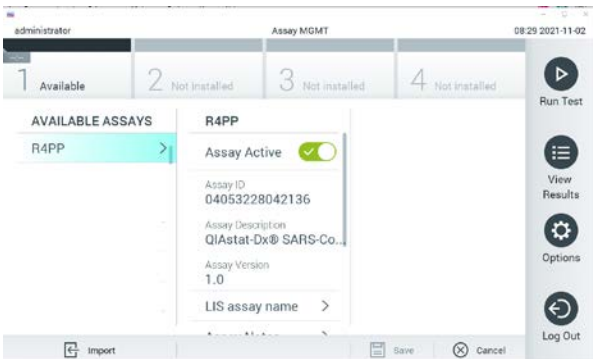 administrator Assay MGMT 08:29 2021-11-02
1 Available 2 Not installed 3 Not installed 4 Not installed
Run Test
AVAILABLE ASSAYS
R4PP
R4PP
Assay Active
Assay ID
04053228042136
Assay Description
QIAstat-Dx® SARS-Co...
Assay Version
1.0
LIS assay name
View
Results
Options
Log Out
Import
Save
Cancel